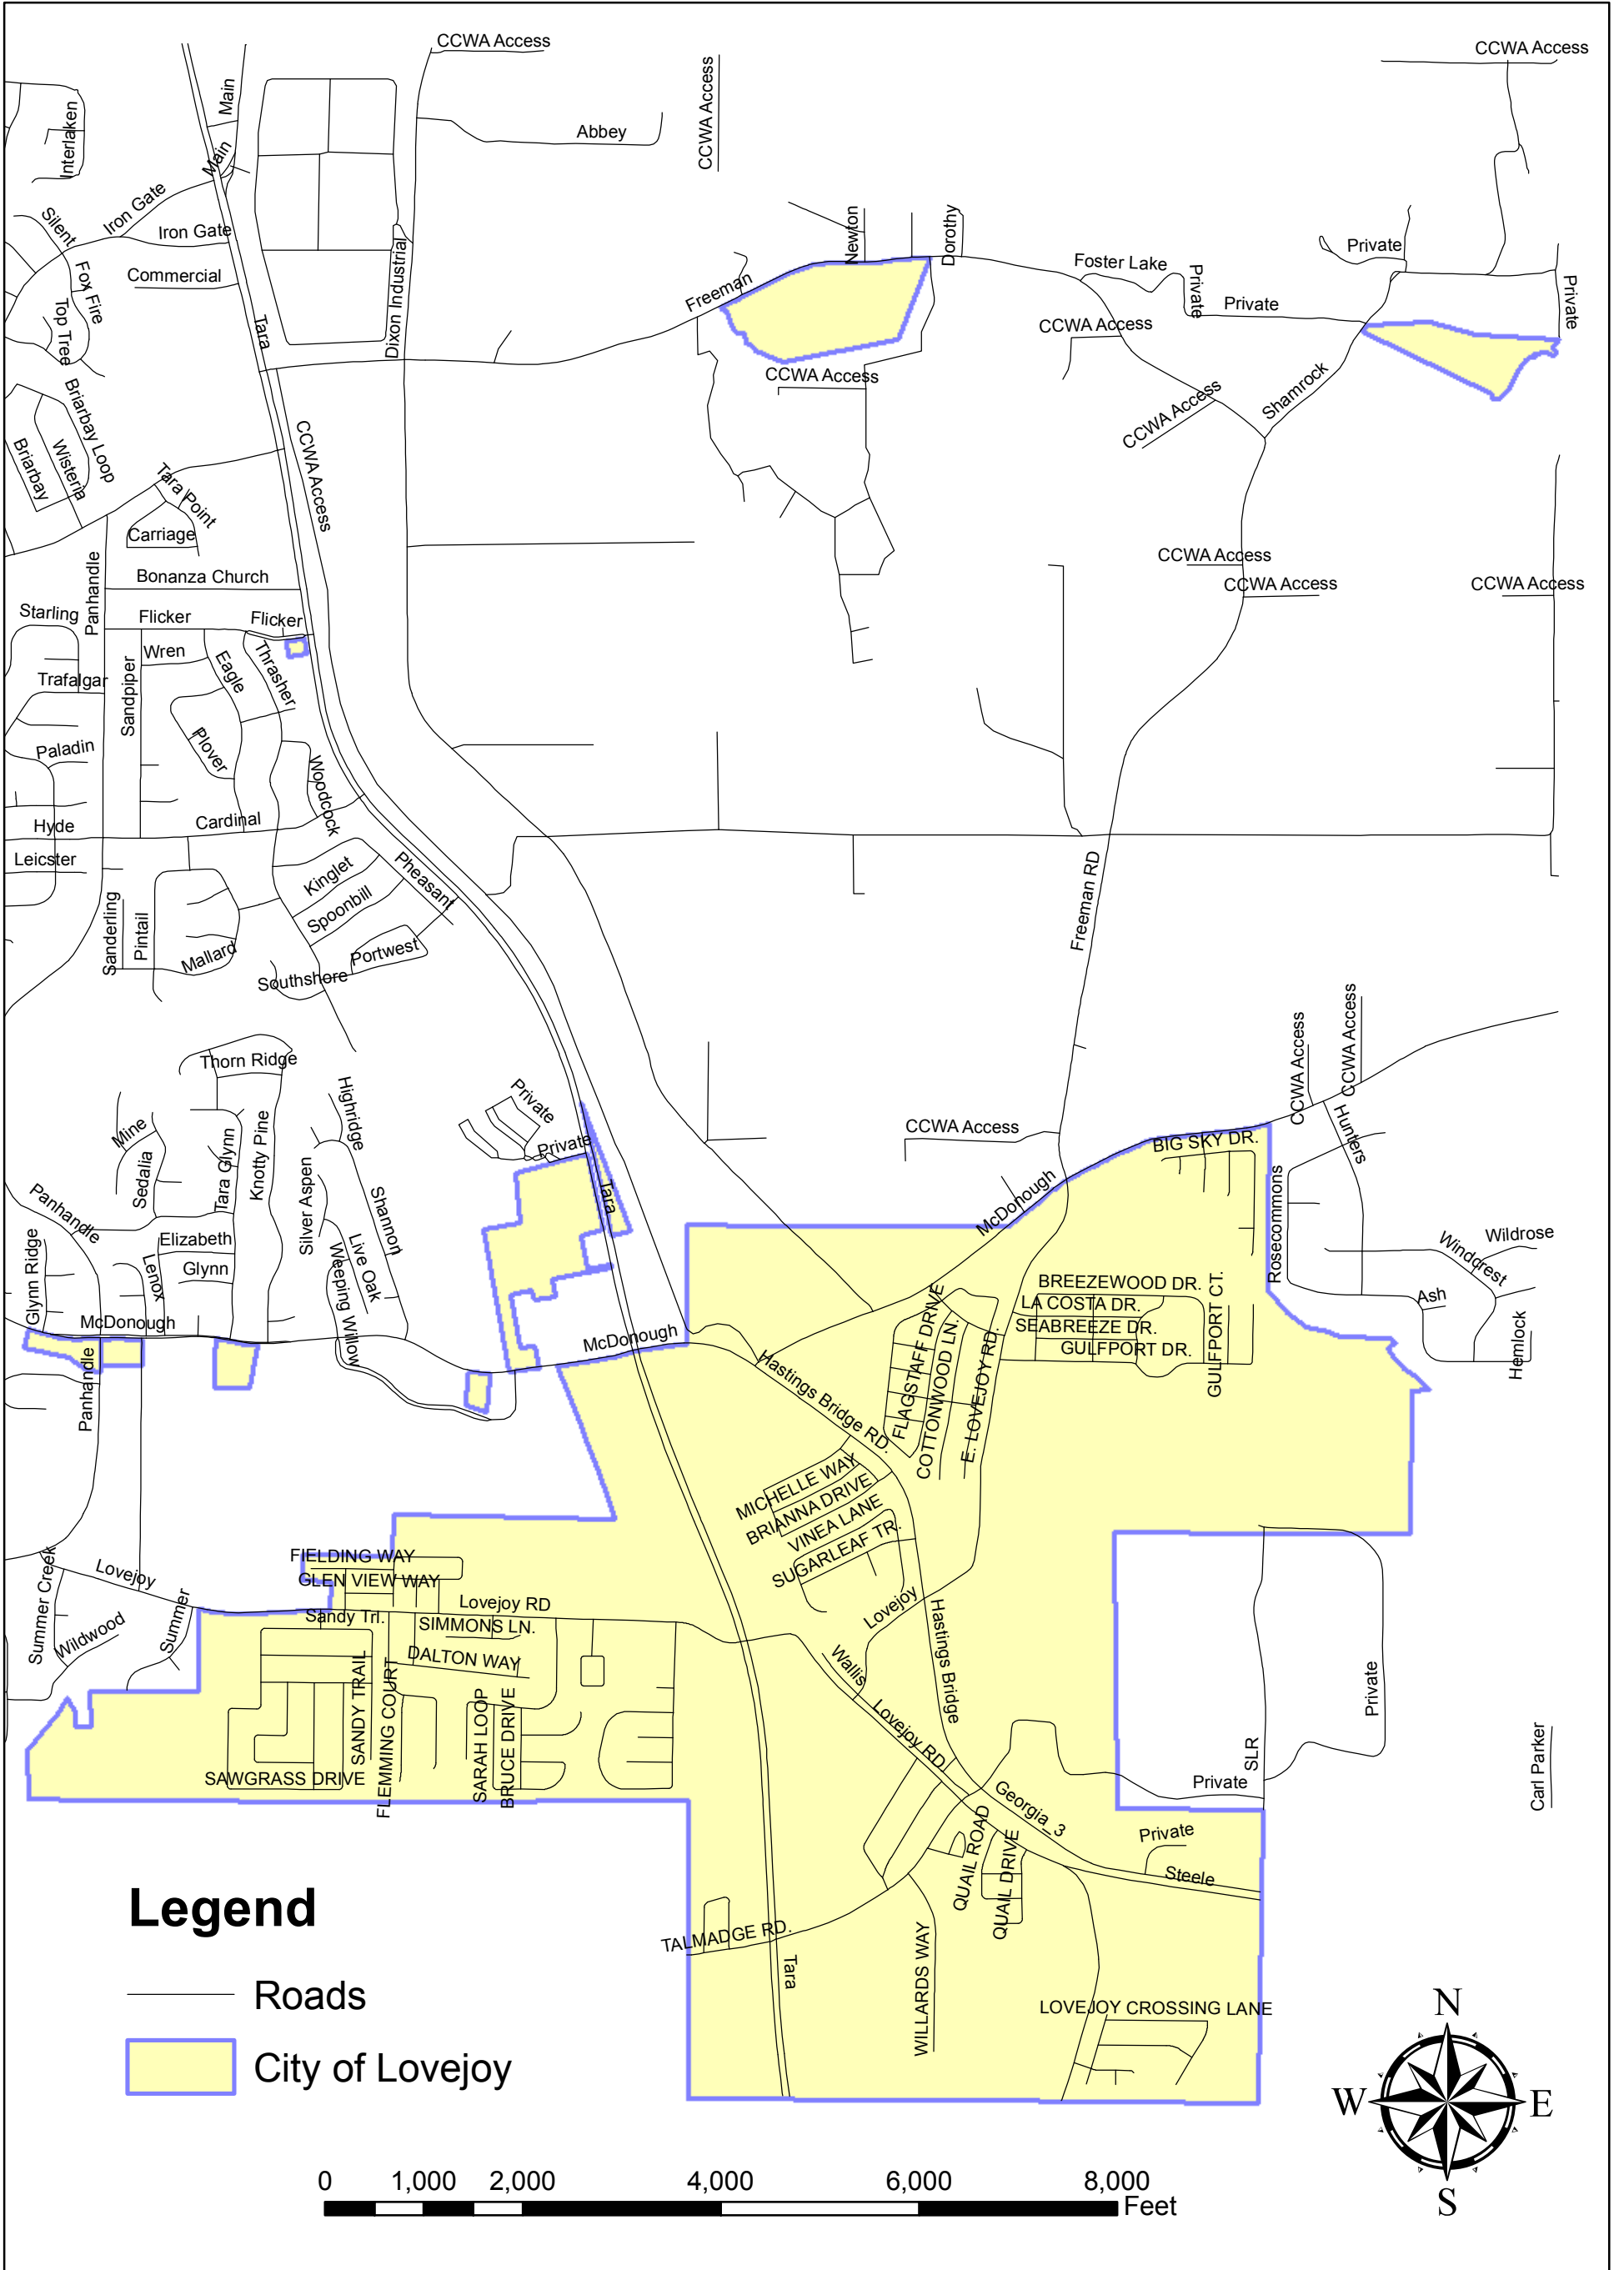 CCWA Access
CCWA Access
CCWA Access
Main
Interlaken
Abbey
Main
Iron Gate
Iron Gate
Silent
Newton
Dorothy
Private
Foster Lake
Commercial
Fox Fire
Freeman
Private
Private
Private
Top Tree
Tara
Dixon Industrial
CCWA Access
CCWA Access
Shamrock
CCWA Access
Briarbay Loop
Wisteria
Briarbay
CCWA Access
Tara Point
Carriage
CCWA Access
Bonanza Church
CCWA Access
CCWA Access
Panhandle
Starling
Flicker
Flicker
Wren
Eagle
Thrasher
Trafalgar
Sandpiper
Paladin
Plover
Woodcock
Hyde
Cardinal
Leicster
Kinglet
Pheasant
Spoonbill
Freeman RD
Sanderling
Pintail
Mallard
Portwest
Southshore
CCWA Access
CCWA Access
Thorn Ridge
Highridge
Private
Private
Mine
Knotty Pine
CCWA Access
Hunters
BIG SKY DR.
Sedalia
Tara Glynn
Silver Aspen
Shannon
Tara
McDonough
Rosecommons
Panhandle
Elizabeth
Glynn
Glynn Ridge
Lenox
Live Oak
Weeping Willow
Windcrest
Wildrose
Ash
Hemlock
BREEZEWOOD DR.
LA COSTA DR.
SEABREEZE DR.
GULFPORT DR.
GULFPORT CT.
McDonough
McDonough
Panhandle
Hastings Bridge RD.
FLAGSTAFF DRIVE
COTTONWOOD LN.
E. LOVEJOY RD.
MICHELLE WAY
BRIANNA DRIVE
VINEA LANE
SUGARLEAF TR.
FIELDING WAY
GLEN VIEW WAY
Lovejoy
Summer Creek
Wildwood
Summer
Sandy Trl.
Lovejoy RD
SIMMONS LN.
DALTON WAY
Lovejoy
Hastings Bridge
Wallis
Lovejoy RD
SANDY TRAIL
FLEMMING COURT
SARAH LOOP
BRUCE DRIVE
SAWGRASS DRIVE
Private
SLR
Private
Carl Parker
Georgia_3
Private
Steele
QUAIL ROAD
QUAIL DRIVE
TALMADGE RD.
Tara
WILLARDS WAY
LOVEJOY CROSSING LANE
Legend
Roads
City of Lovejoy
N
W E
S
0 1,000 2,000 4,000 6,000 8,000
Feet